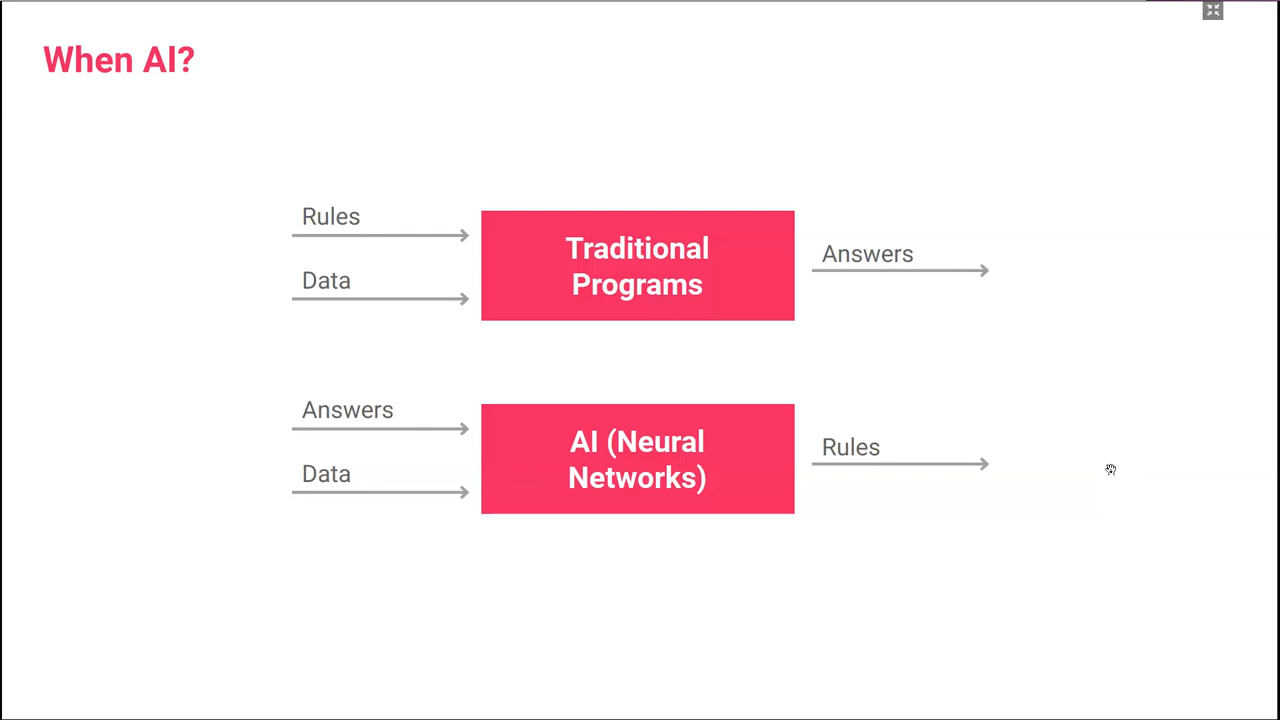 When AI?
Rules
Data
Traditional
Programs
Answers
Answers
Data
AI (Neural
Networks)
Rules